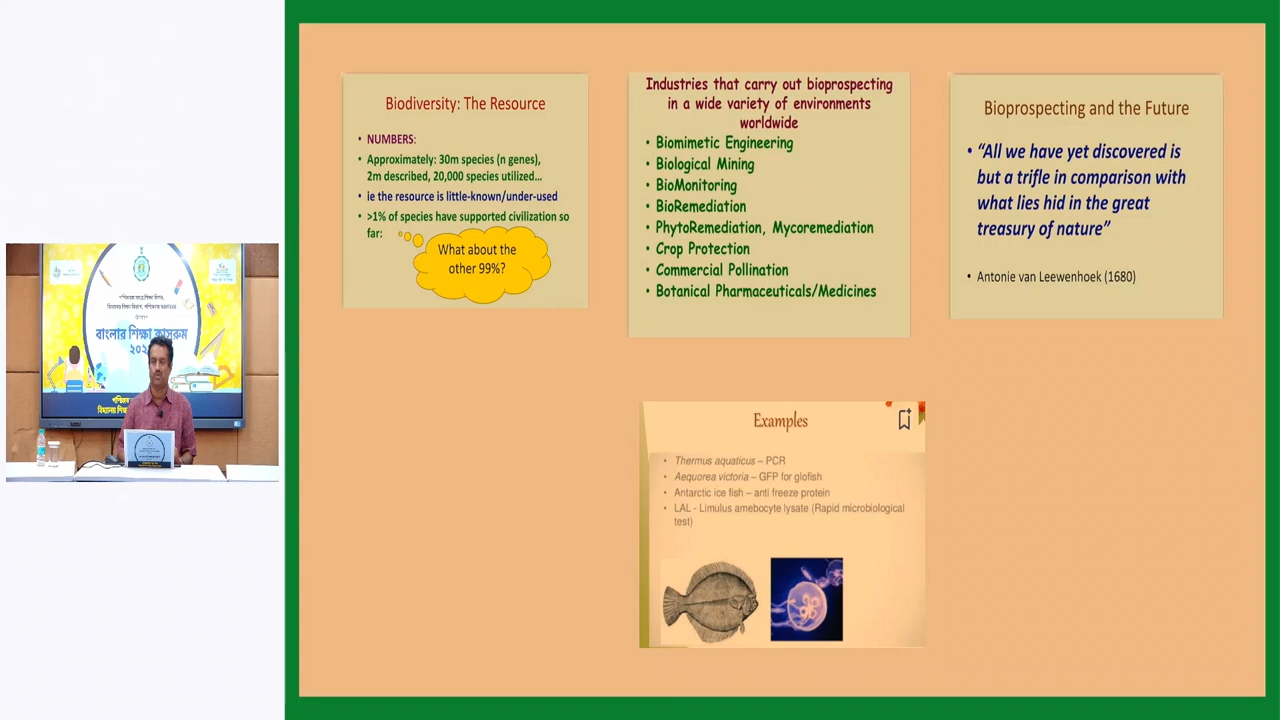 পশ্চিমবঙ্গ
বাংলার শিক্ষা ক্লাসরুম
Biodiversity: The Resource
• NUMBERS:
• Approximately: 30m species (n genes),
2m described, 20,000 species utilized...
• ie the resource is little-known/under-used
• >1% of species have supported civilization so
far:
What about the
other 99%?
Industries that carry out bioprospecting
in a wide variety of environments
worldwide
• Biomimetic Engineering
• Biological Mining
• BioMonitoring
• BioRemediation
• PhytoRemediation, Mycoremediation
• Crop Protection
• Commercial Pollination
• Botanical Pharmaceuticals/Medicines
Bioprospecting and the Future
• “All we have yet discovered is
but a trifle in comparison with
what lies hid in the great
treasury of nature”
• Antonie van Leewenhoek (1680)
Examples
• Thermus aquaticus – PCR
• Aequorea victoria – GFP for glofish
• Antarctic ice fish – anti freeze protein
• LAL - Limulus amebocyte lysate (Rapid microbiological
test)